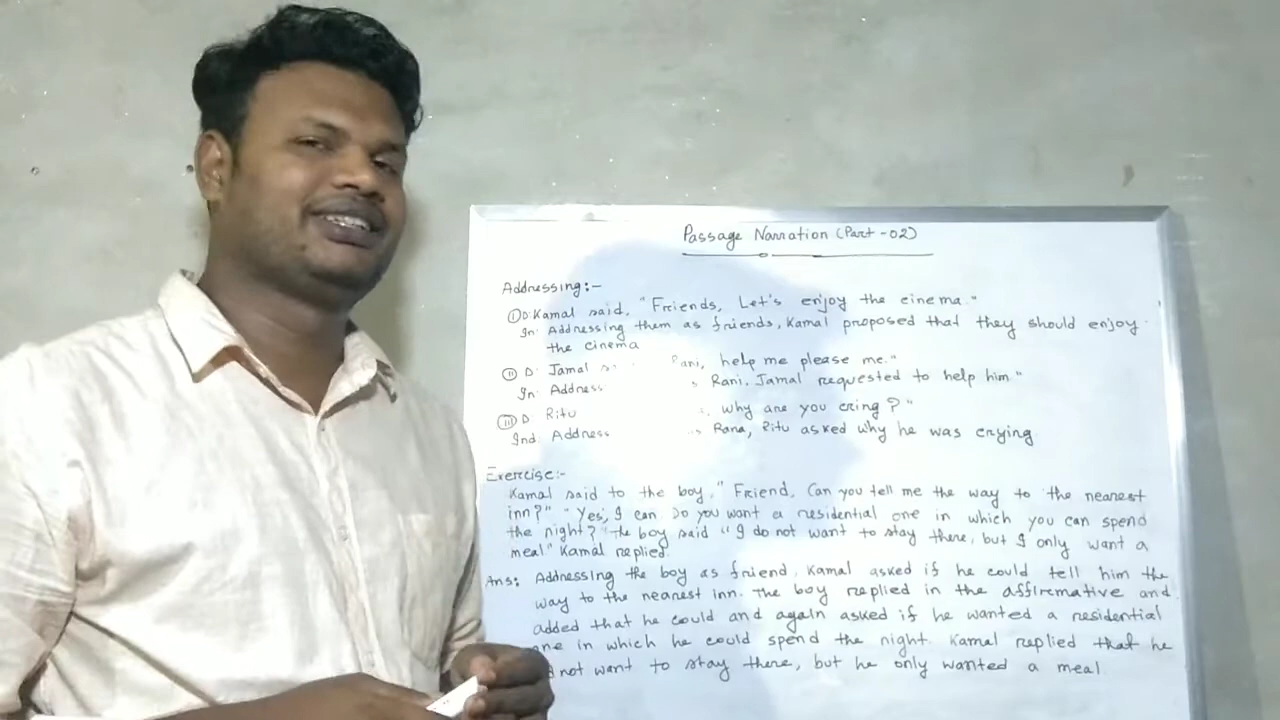 Passage Narration (Part-02)
Addressing:-
(i) D: Kamal said, "Friends, Let's enjoy the cinema."
In: Addressing them as friends, Kamal proposed that they should enjoy
the cinema
(ii) D: Jamal Rani, help me please me."
In: Address Rani, Jamal requested to help him"
(iii) D: Ritu , why are you cring?"
Ind: Address Rana, Ritu asked why he was crying
Exercise:-
Kamal said to the boy, "Friend, Can you tell me the way to the nearest
inn?" "Yes, I can. Do you want a residential one in which you can spend
the night?" the boy said "I do not want to stay there, but I only want a
meal" Kamal replied.
Ans: Addressing the boy as friend, Kamal asked if he could tell him the
way to the nearest inn. The boy replied in the affirmative and
added that he could and again asked if he wanted a residential
one in which he could spend the night. Kamal replied that he
not want to stay there, but he only wanted a meal.